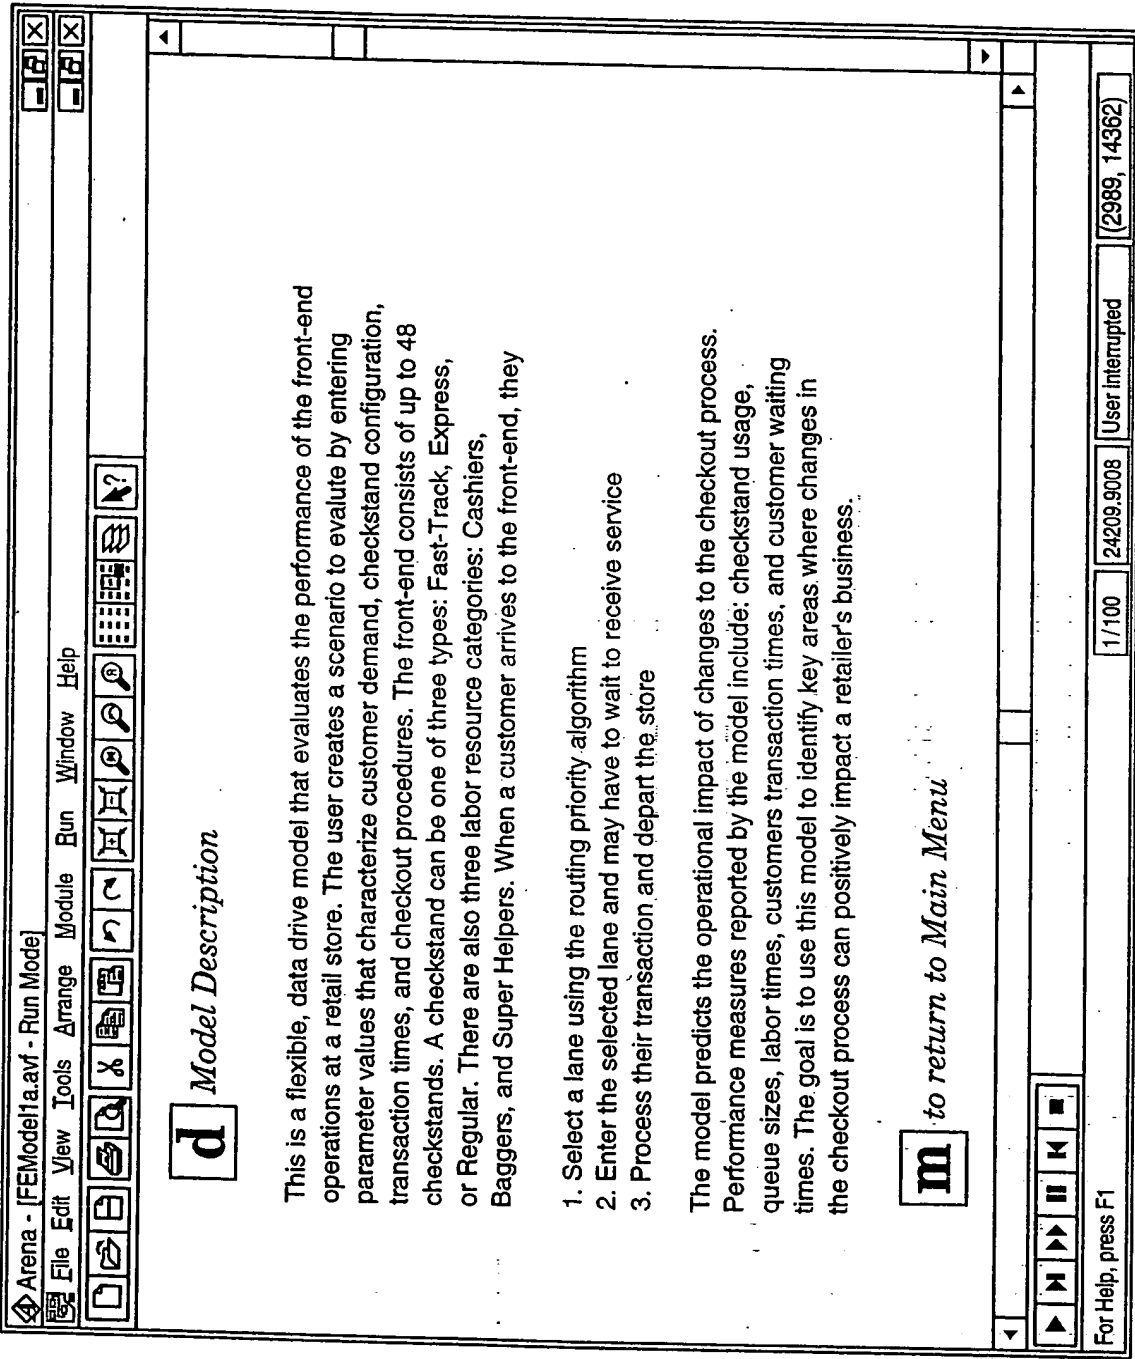 Arena - [FEModel1a.avf - Run Mode]
File Edit View Tools Arrange Module Run Window Help
d Model Description
This is a flexible, data drive model that evaluates the performance of the front-end
operations at a retail store. The user creates a scenario to evalute by entering
parameter values that characterize customer demand, checkstand configuration,
transaction times, and checkout procedures. The front-end consists of up to 48
checkstands. A checkstand can be one of three types: Fast-Track, Express,
or Regular. There are also three labor resource categories: Cashiers,
Baggers, and Super Helpers. When a customer arrives to the front-end, they
1. Select a lane using the routing priority algorithm
2. Enter the selected lane and may have to wait to receive service
3. Process their transaction and depart the store
The model predicts the operational impact of changes to the checkout process.
Performance measures reported by the model include: checkstand usage,
queue sizes, labor times, customers transaction times, and customer waiting
times. The goal is to use this model to identify key areas where changes in
the checkout process can positively impact a retailer's business.
m to return to Main Menu
For Help, press F1 1/100 24209.9008 User interrupted (2989, 14362)